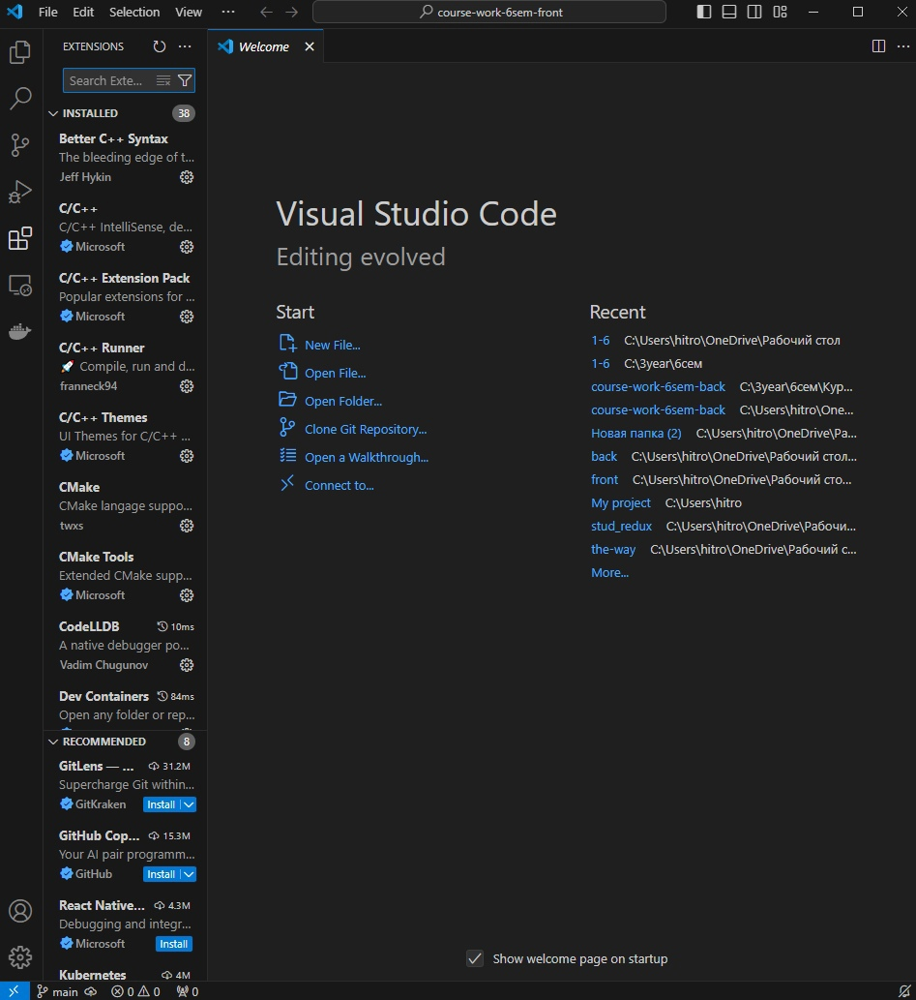 File Edit Selection View ··· course-work-6sem-front
EXTENSIONS
Welcome
Search Exte...
INSTALLED 38
Better C++ Syntax
The bleeding edge of t...
Jeff Hykin
C/C++
C/C++ IntelliSense, de...
Microsoft
C/C++ Extension Pack
Popular extensions for ...
Microsoft
C/C++ Runner
🚀 Compile, run and d...
franneck94
C/C++ Themes
UI Themes for C/C++ ...
Microsoft
CMake
CMake langage suppo...
twxs
CMake Tools
Extended CMake supp...
Microsoft
CodeLLDB 10ms
A native debugger po...
Vadim Chugunov
Dev Containers 84ms
Open any folder or rep...
RECOMMENDED 8
GitLens — ... 31.2M
Supercharge Git within...
GitKraken Install
GitHub Cop... 15.3M
Your AI pair programm...
GitHub Install
React Native... 4.3M
Debugging and integr...
Microsoft Install
Kubernetes 4M
Visual Studio Code
Editing evolved
Start
New File...
Open File...
Open Folder...
Clone Git Repository...
Open a Walkthrough...
Connect to...
Recent
1-6 C:\Users\hitro\OneDrive\Рабочий стол
1-6 C:\3year\6сем
course-work-6sem-back C:\3year\6сем\Кур...
course-work-6sem-back C:\Users\hitro\One...
Новая папка (2) C:\Users\hitro\OneDrive\Ра...
back C:\Users\hitro\OneDrive\Рабочий стол...
front C:\Users\hitro\OneDrive\Рабочий сто...
My project C:\Users\hitro
stud_redux C:\Users\hitro\OneDrive\Рабочи...
the-way C:\Users\hitro\OneDrive\Рабочий с...
More...
Show welcome page on startup
main 0 0 0